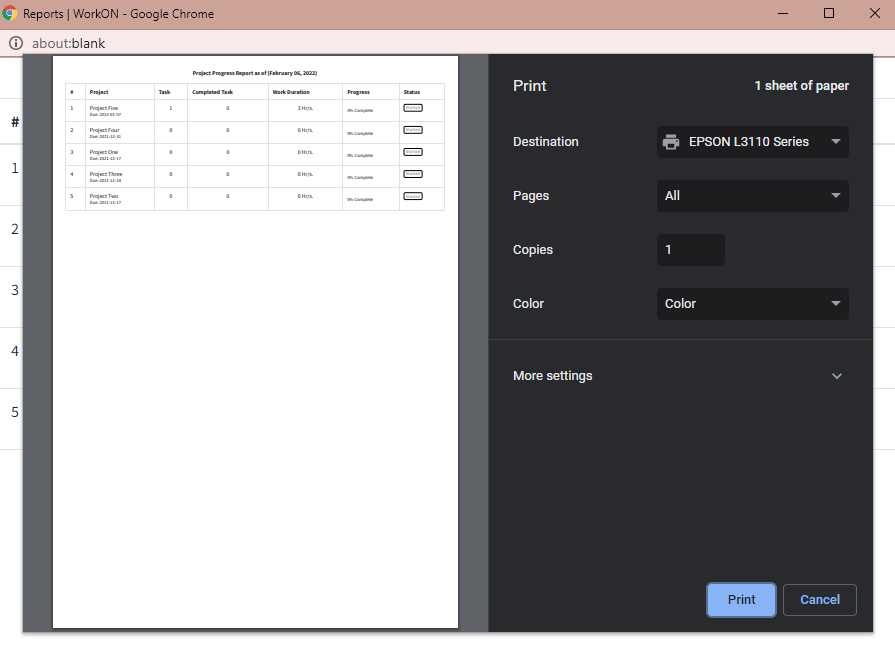 Reports | WorkON - Google Chrome
about:blank
Project Progress Report as of (February 06, 2022)
# Project Task Completed Task Work Duration Progress Status
1 Project Five 1 0 3 Hr/s. 0% Complete Started
Due: 2022-01-07
2 Project Four 0 0 0 Hr/s. 0% Complete Started
Due: 2021-12-31
3 Project One 0 0 0 Hr/s. 0% Complete Started
Due: 2021-12-17
4 Project Three 0 0 0 Hr/s. 0% Complete Started
Due: 2021-12-24
5 Project Two 0 0 0 Hr/s. 0% Complete Started
Due: 2021-12-17
#
1
2
3
4
5
Print 1 sheet of paper
Destination EPSON L3110 Series
Pages All
Copies 1
Color Color
More settings
Print Cancel